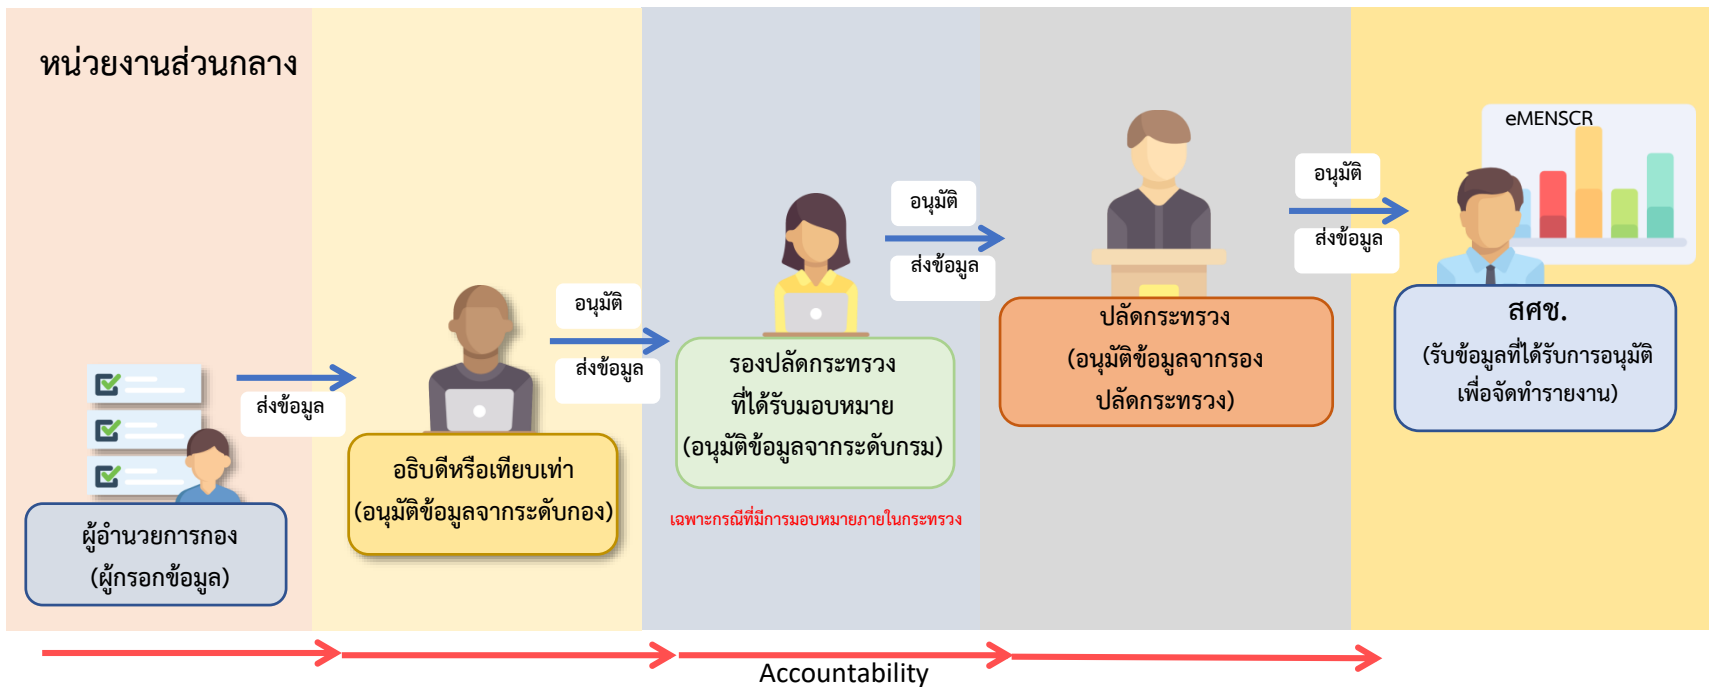 หน่วยงานส่วนกลาง
ผู้อำนวยการกอง
(ผู้กรอกข้อมูล)
ส่งข้อมูล
อธิบดีหรือเทียบเท่า
(อนุมัติข้อมูลจากระดับกอง)
อนุมัติ
ส่งข้อมูล
รองปลัดกระทรวง
ที่ได้รับมอบหมาย
(อนุมัติข้อมูลจากระดับกรม)
เฉพาะกรณีที่มีการมอบหมายภายในกระทรวง
อนุมัติ
ส่งข้อมูล
ปลัดกระทรวง
(อนุมัติข้อมูลจากรอง
ปลัดกระทรวง)
อนุมัติ
ส่งข้อมูล
eMENSCR
สศช.
(รับข้อมูลที่ได้รับการอนุมัติ
เพื่อจัดทำรายงาน)
Accountability